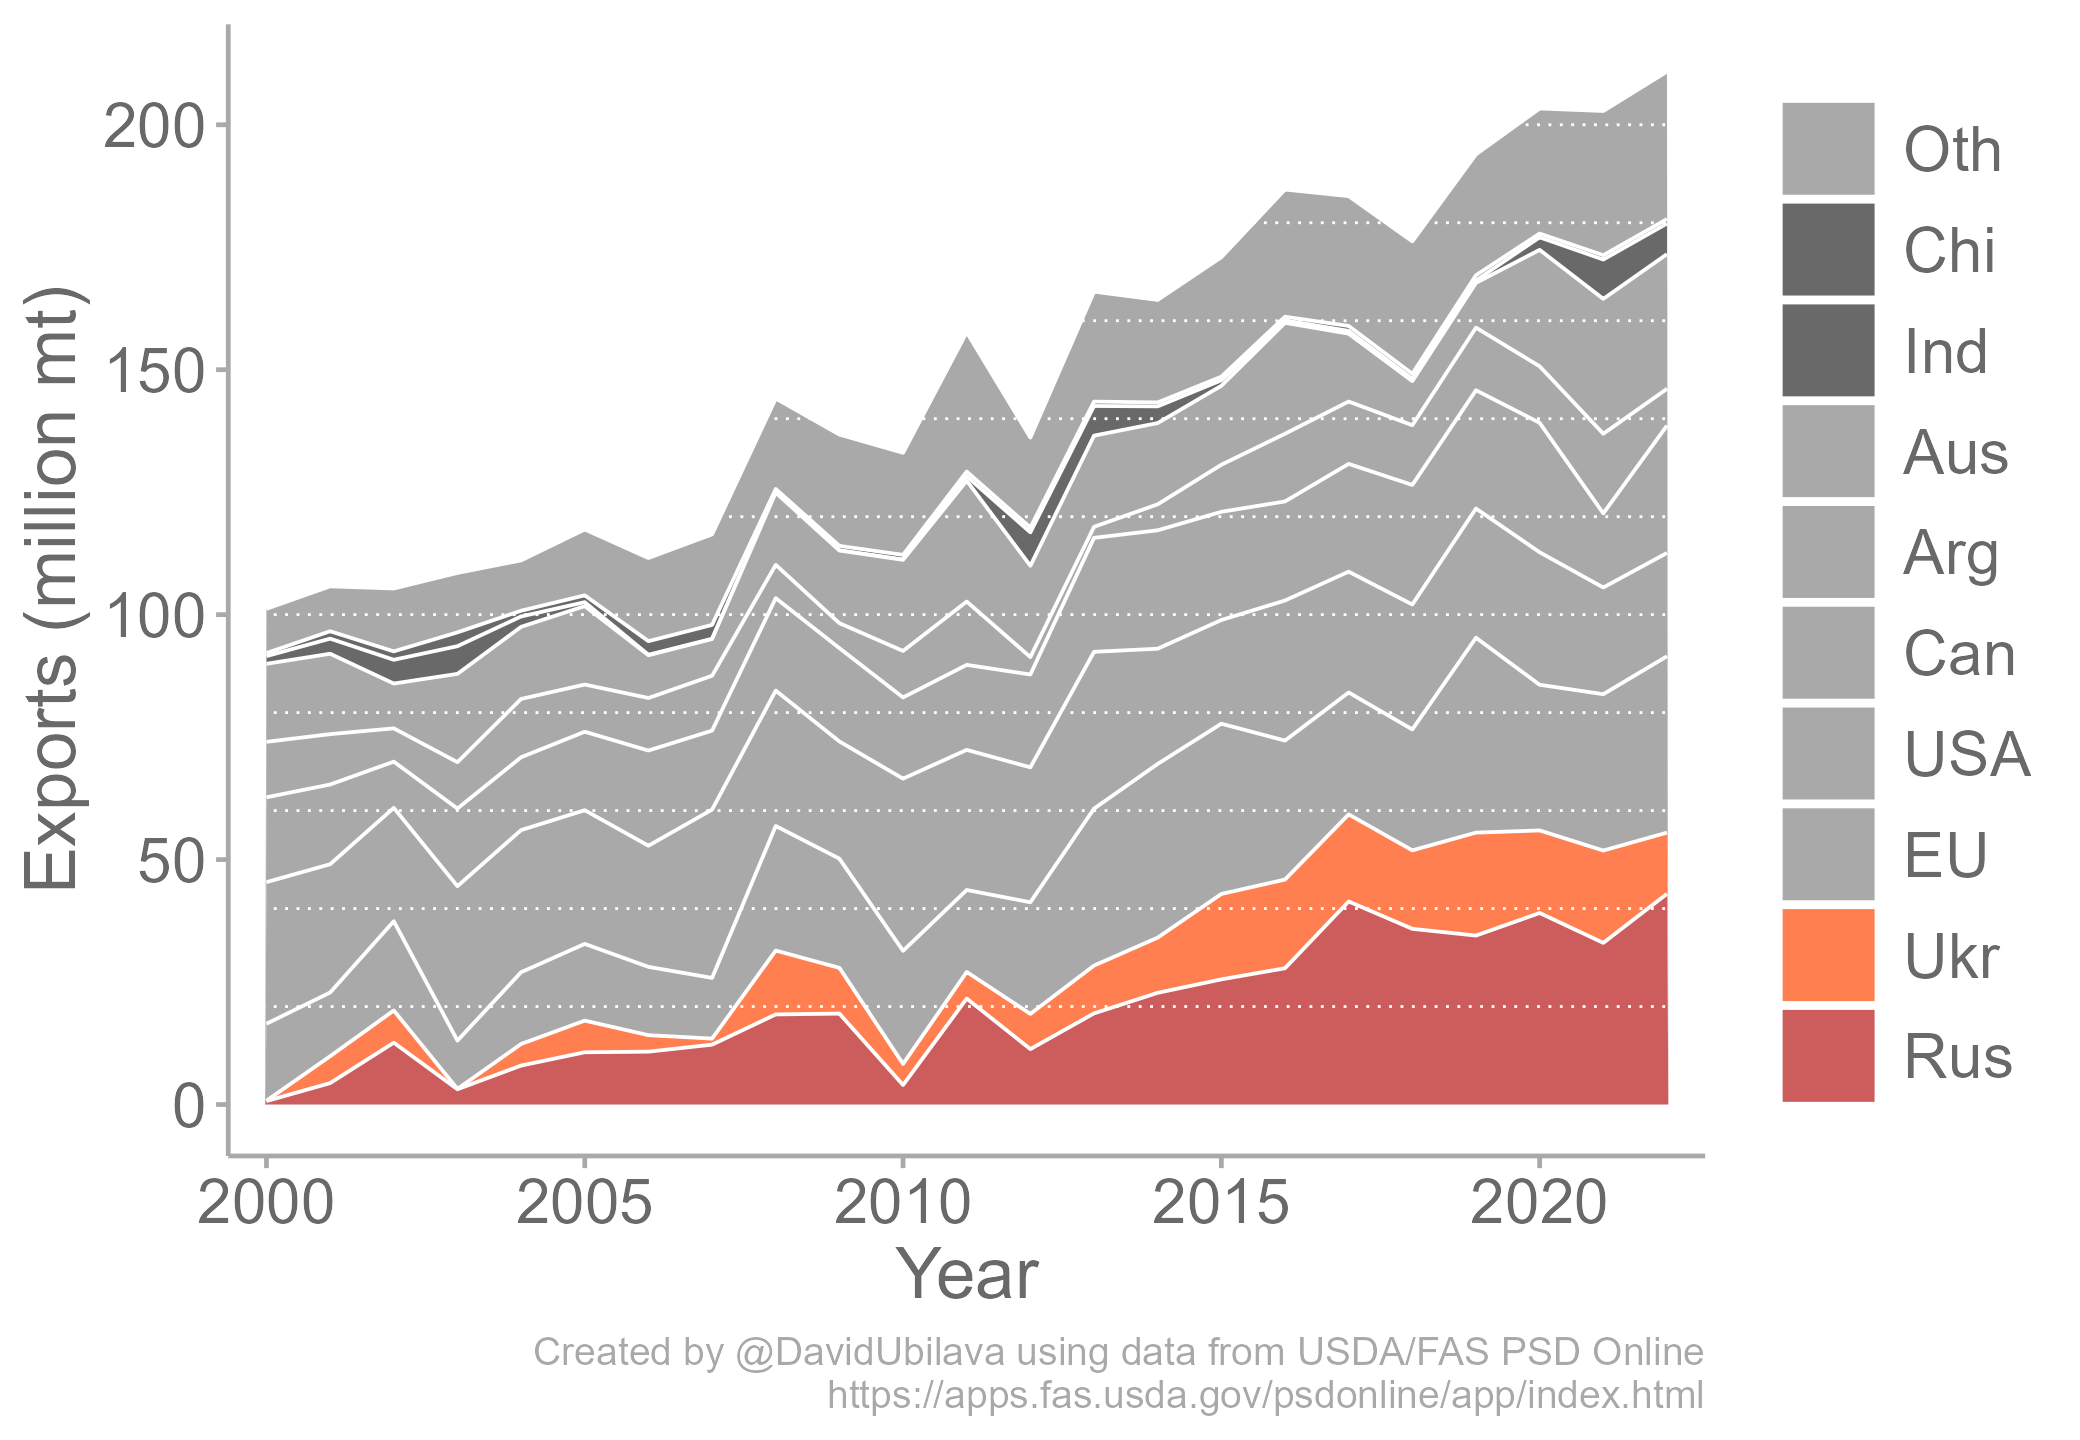 Exports (million mt)
200
150
100
50
0
2000
2005
2010
2015
2020
Year
Oth
Chi
Ind
Aus
Arg
Can
USA
EU
Ukr
Rus
Created by @DavidUbilava using data from USDA/FAS PSD Online
https://apps.fas.usda.gov/psdonline/app/index.html